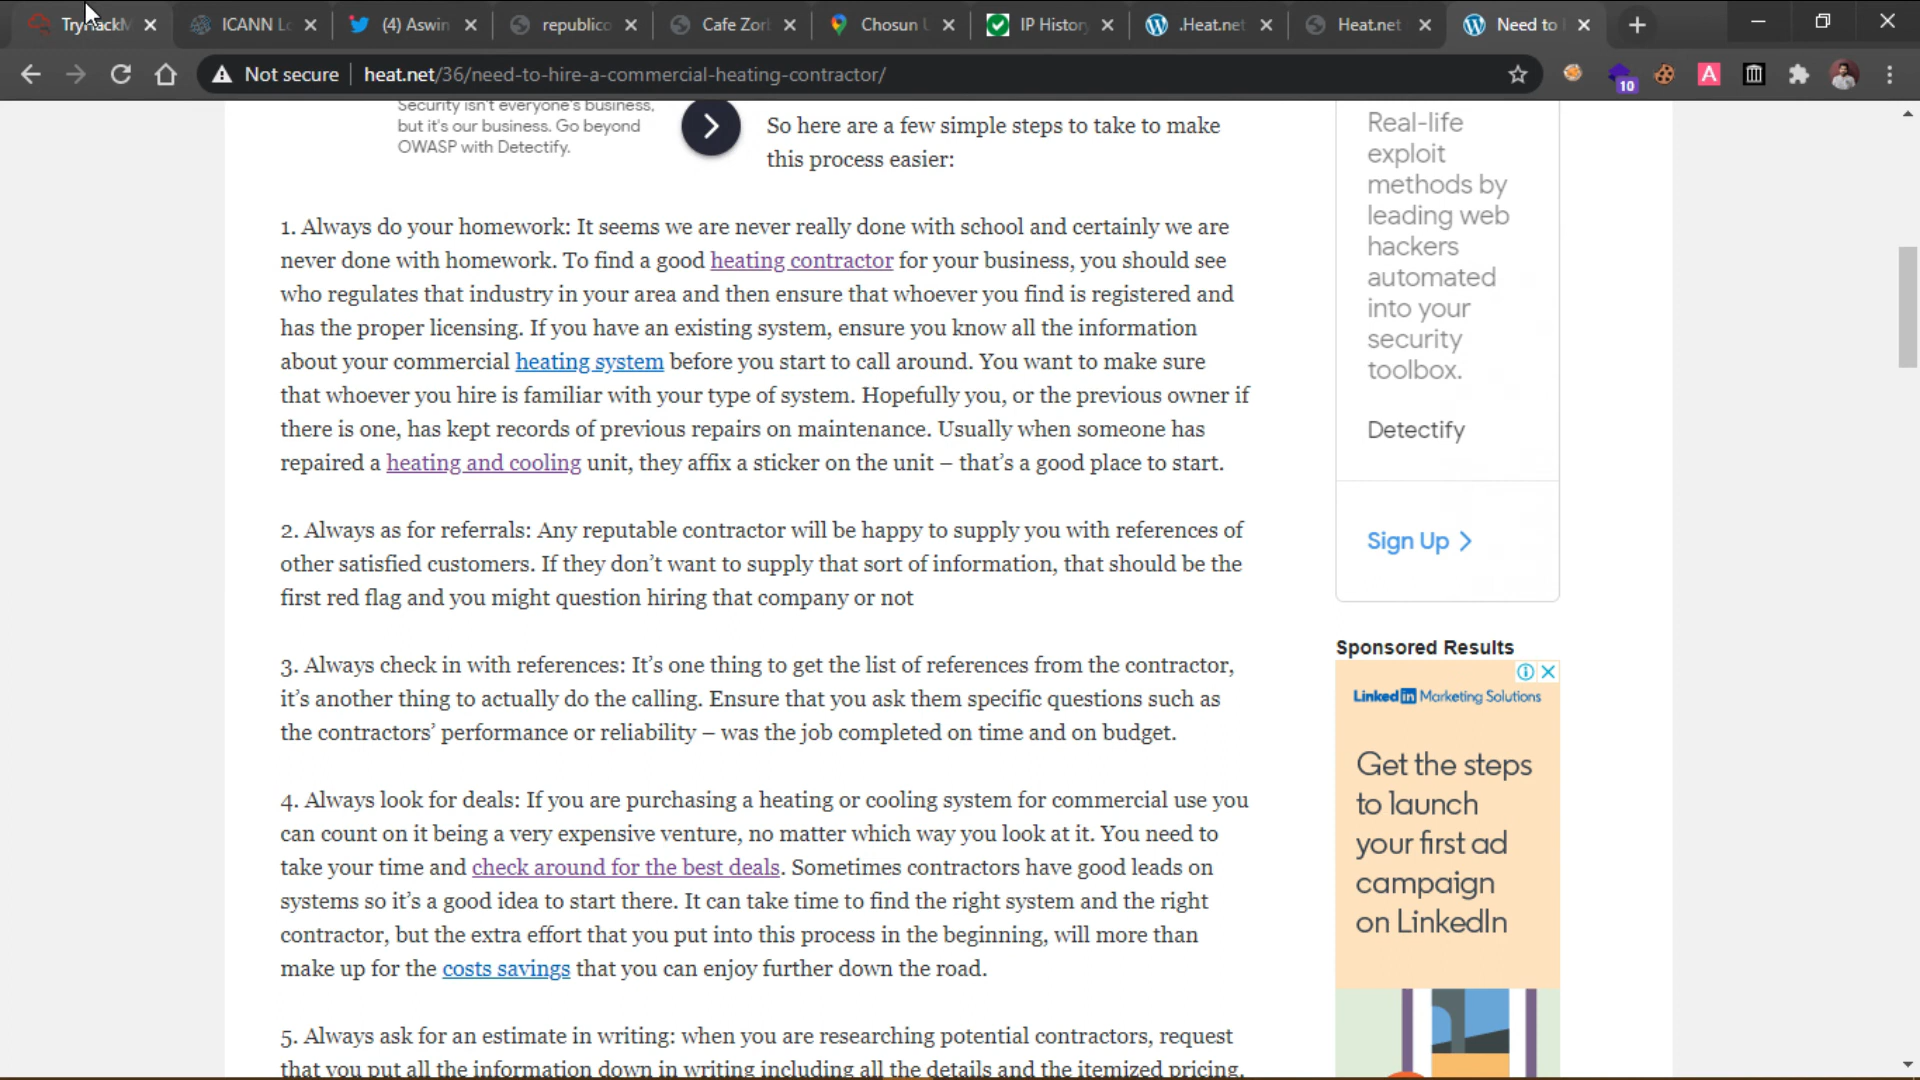 TryHackM
ICANN Lo
(4) Aswin
republico
Cafe Zor
Chosun U
IP History
.Heat.net
Heat.net
Need to
Not secure
heat.net/36/need-to-hire-a-commercial-heating-contractor/
10
A
Security isn't everyone's business,
but it's our business. Go beyond
OWASP with Detectify.
So here are a few simple steps to take to make
this process easier:
1. Always do your homework: It seems we are never really done with school and certainly we are
never done with homework. To find a good heating contractor for your business, you should see
who regulates that industry in your area and then ensure that whoever you find is registered and
has the proper licensing. If you have an existing system, ensure you know all the information
about your commercial heating system before you start to call around. You want to make sure
that whoever you hire is familiar with your type of system. Hopefully you, or the previous owner if
there is one, has kept records of previous repairs on maintenance. Usually when someone has
repaired a heating and cooling unit, they affix a sticker on the unit – that’s a good place to start.
2. Always as for referrals: Any reputable contractor will be happy to supply you with references of
other satisfied customers. If they don’t want to supply that sort of information, that should be the
first red flag and you might question hiring that company or not
3. Always check in with references: It’s one thing to get the list of references from the contractor,
it’s another thing to actually do the calling. Ensure that you ask them specific questions such as
the contractors’ performance or reliability – was the job completed on time and on budget.
4. Always look for deals: If you are purchasing a heating or cooling system for commercial use you
can count on it being a very expensive venture, no matter which way you look at it. You need to
take your time and check around for the best deals. Sometimes contractors have good leads on
systems so it’s a good idea to start there. It can take time to find the right system and the right
contractor, but the extra effort that you put into this process in the beginning, will more than
make up for the costs savings that you can enjoy further down the road.
5. Always ask for an estimate in writing: when you are researching potential contractors, request
that you put all the information down in writing including all the details and the itemized pricing.
Real-life
exploit
methods by
leading web
hackers
automated
into your
security
toolbox.
Detectify
Sign Up
Sponsored Results
Linked in Marketing Solutions
Get the steps
to launch
your first ad
campaign
on LinkedIn